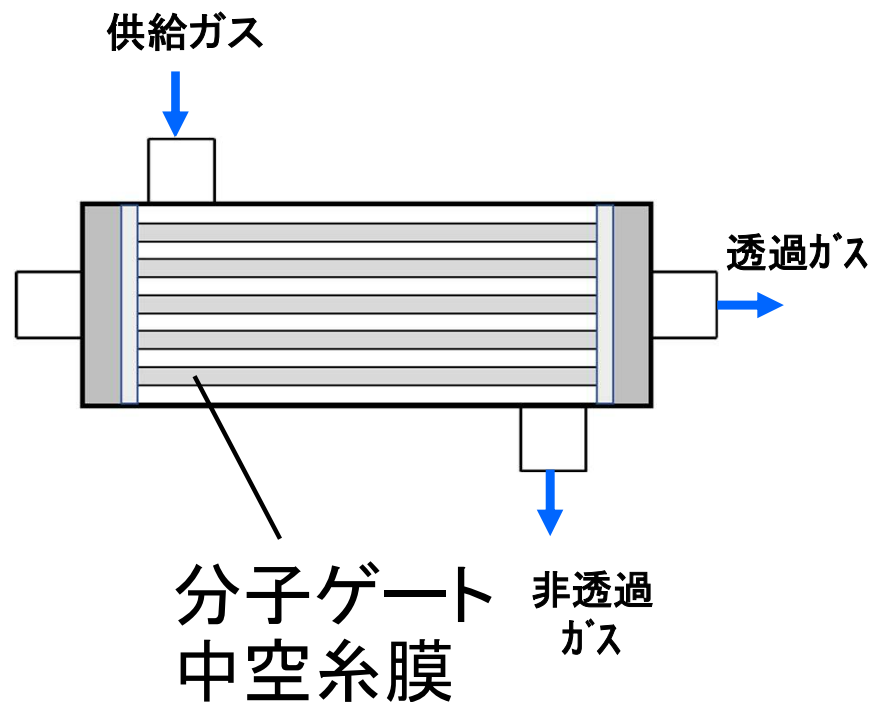 供給ガス
透過ｶﾞｽ
分子ゲート
中空糸膜
非透過
ｶﾞｽ